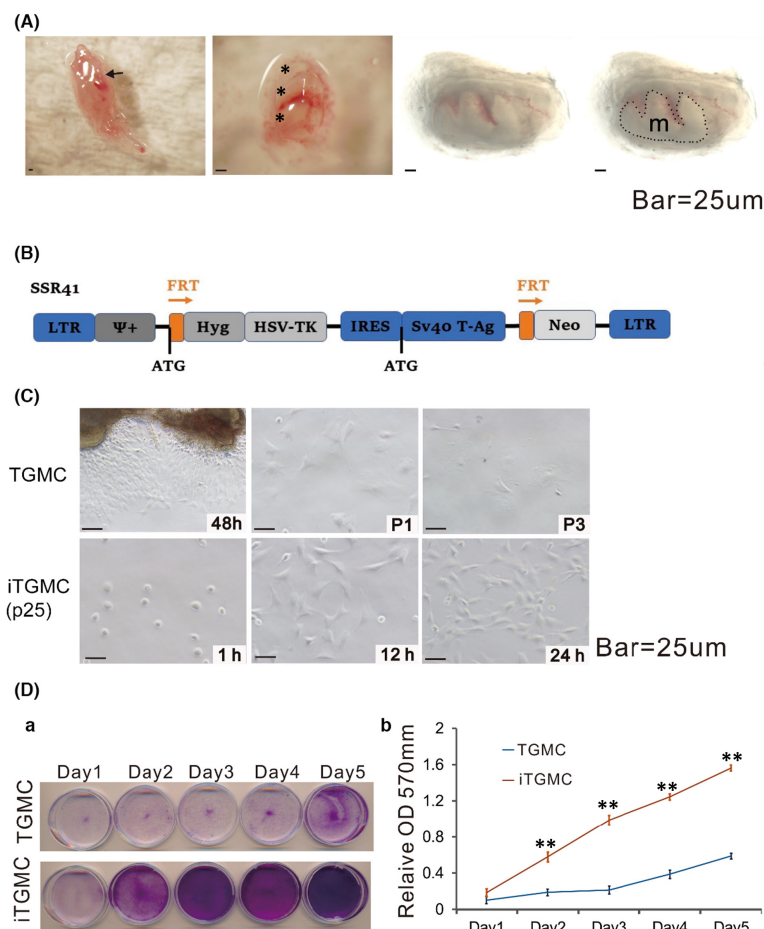 (A)
*
*
*
m
Bar=25um
(B)
SSR41
FRT
FRT
LTR
Ψ+
Hyg
HSV-TK
IRES
Sv40 T-Ag
Neo
LTR
ATG
ATG
(C)
TGMC
48h
P1
P3
iTGMC
(p25)
1 h
12 h
24 h
Bar=25um
(D)
a
Day1 Day2 Day3 Day4 Day5
TGMC
iTGMC
b
Relaive OD 570mm
2
1.6
1.2
0.8
0.4
0
TGMC
iTGMC
**
**
**
**
Day1 Day2 Day3 Day4 Day5